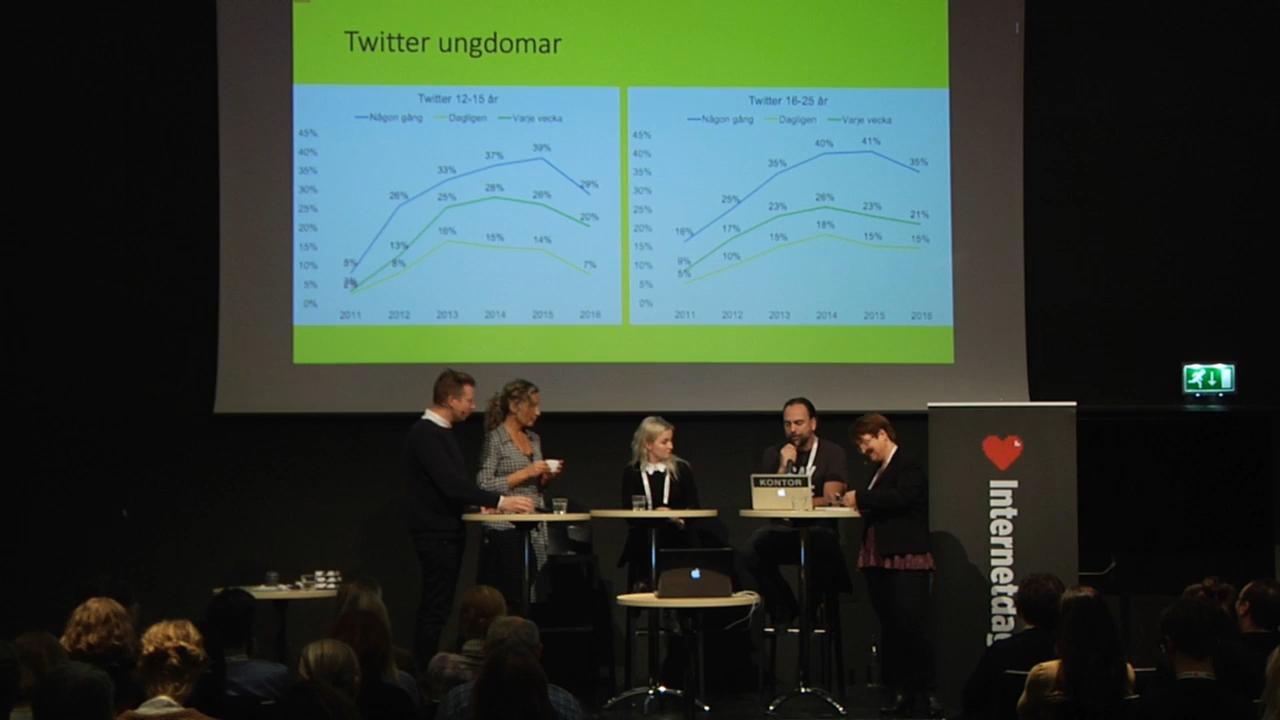 Twitter ungdomar
Twitter 12-15 år
Någon gång Dagligen Varje vecka
45%
40%
35%
30%
25%
20%
15%
10%
5%
0%
26% 33% 37% 39% 29%
13% 25% 28% 26% 20%
8% 16% 15% 14% 7%
2011 2012 2013 2014 2015 2016
Twitter 16-25 år
Någon gång Dagligen Varje vecka
45%
40%
35%
30%
25%
20%
15%
10%
5%
0%
16% 25% 35% 40% 41% 35%
9% 17% 23% 26% 23% 21%
5% 10% 15% 18% 15% 15%
2011 2012 2013 2014 2015 2016
KONTOR
Internetdag